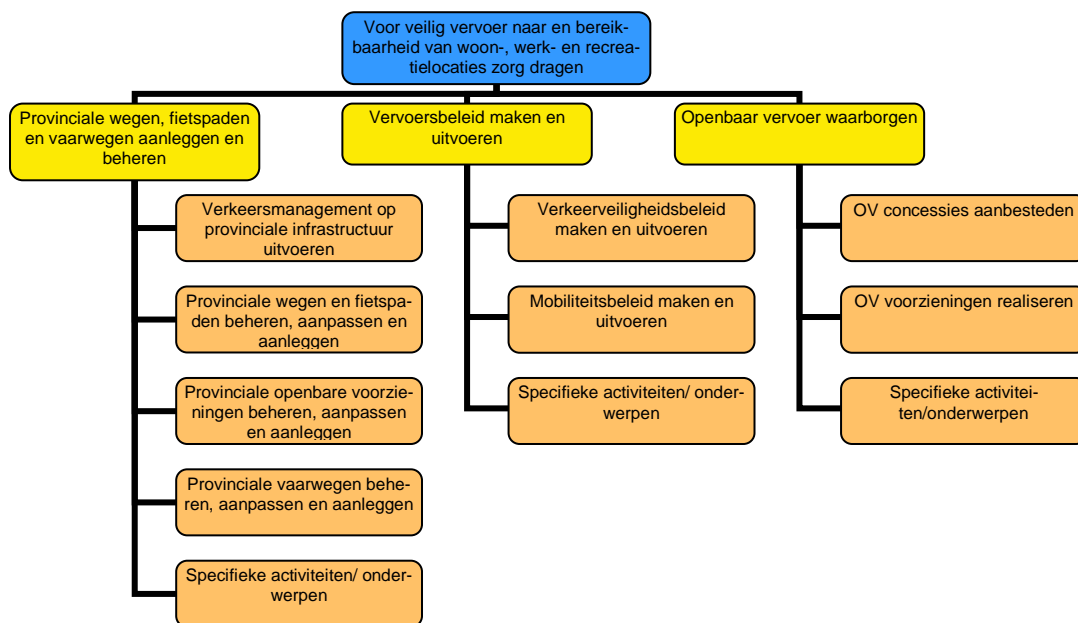 Voor veilig vervoer naar en bereik-
baarheid van woon-, werk- en recrea-
tielocaties zorg dragen
Provinciale wegen, fietspaden
en vaarwegen aanleggen en
beheren
Vervoersbeleid maken en
uitvoeren
Openbaar vervoer waarborgen
Verkeersmanagement op
provinciale infrastructuur
uitvoeren
Provinciale wegen en fietspa-
den beheren, aanpassen en
aanleggen
Provinciale openbare voorzie-
ningen beheren, aanpassen
en aanleggen
Provinciale vaarwegen behe-
ren, aanpassen en aanleggen
Specifieke activiteiten/ onder-
werpen
Verkeerveiligheidsbeleid
maken en uitvoeren
Mobiliteitsbeleid maken en
uitvoeren
Specifieke activiteiten/ onder-
werpen
OV concessies aanbesteden
OV voorzieningen realiseren
Specifieke activitei-
ten/onderwerpen